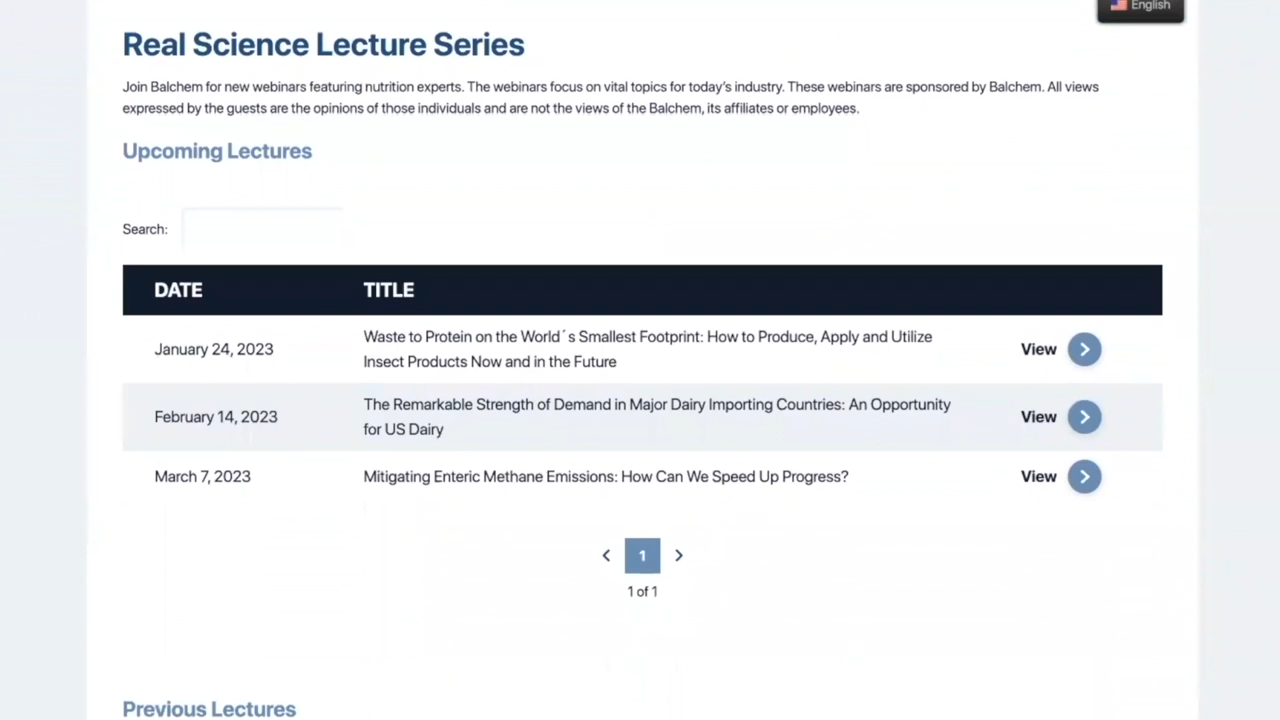 English
Real Science Lecture Series
Join Balchem for new webinars featuring nutrition experts. The webinars focus on vital topics for today's industry. These webinars are sponsored by Balchem. All views
expressed by the guests are the opinions of those individuals and are not the views of the Balchem, its affiliates or employees.
Upcoming Lectures
Search:
DATE TITLE
January 24, 2023 Waste to Protein on the World´s Smallest Footprint: How to Produce, Apply and Utilize
Insect Products Now and in the Future View
February 14, 2023 The Remarkable Strength of Demand in Major Dairy Importing Countries: An Opportunity
for US Dairy View
March 7, 2023 Mitigating Enteric Methane Emissions: How Can We Speed Up Progress? View
1
1 of 1
Previous Lectures